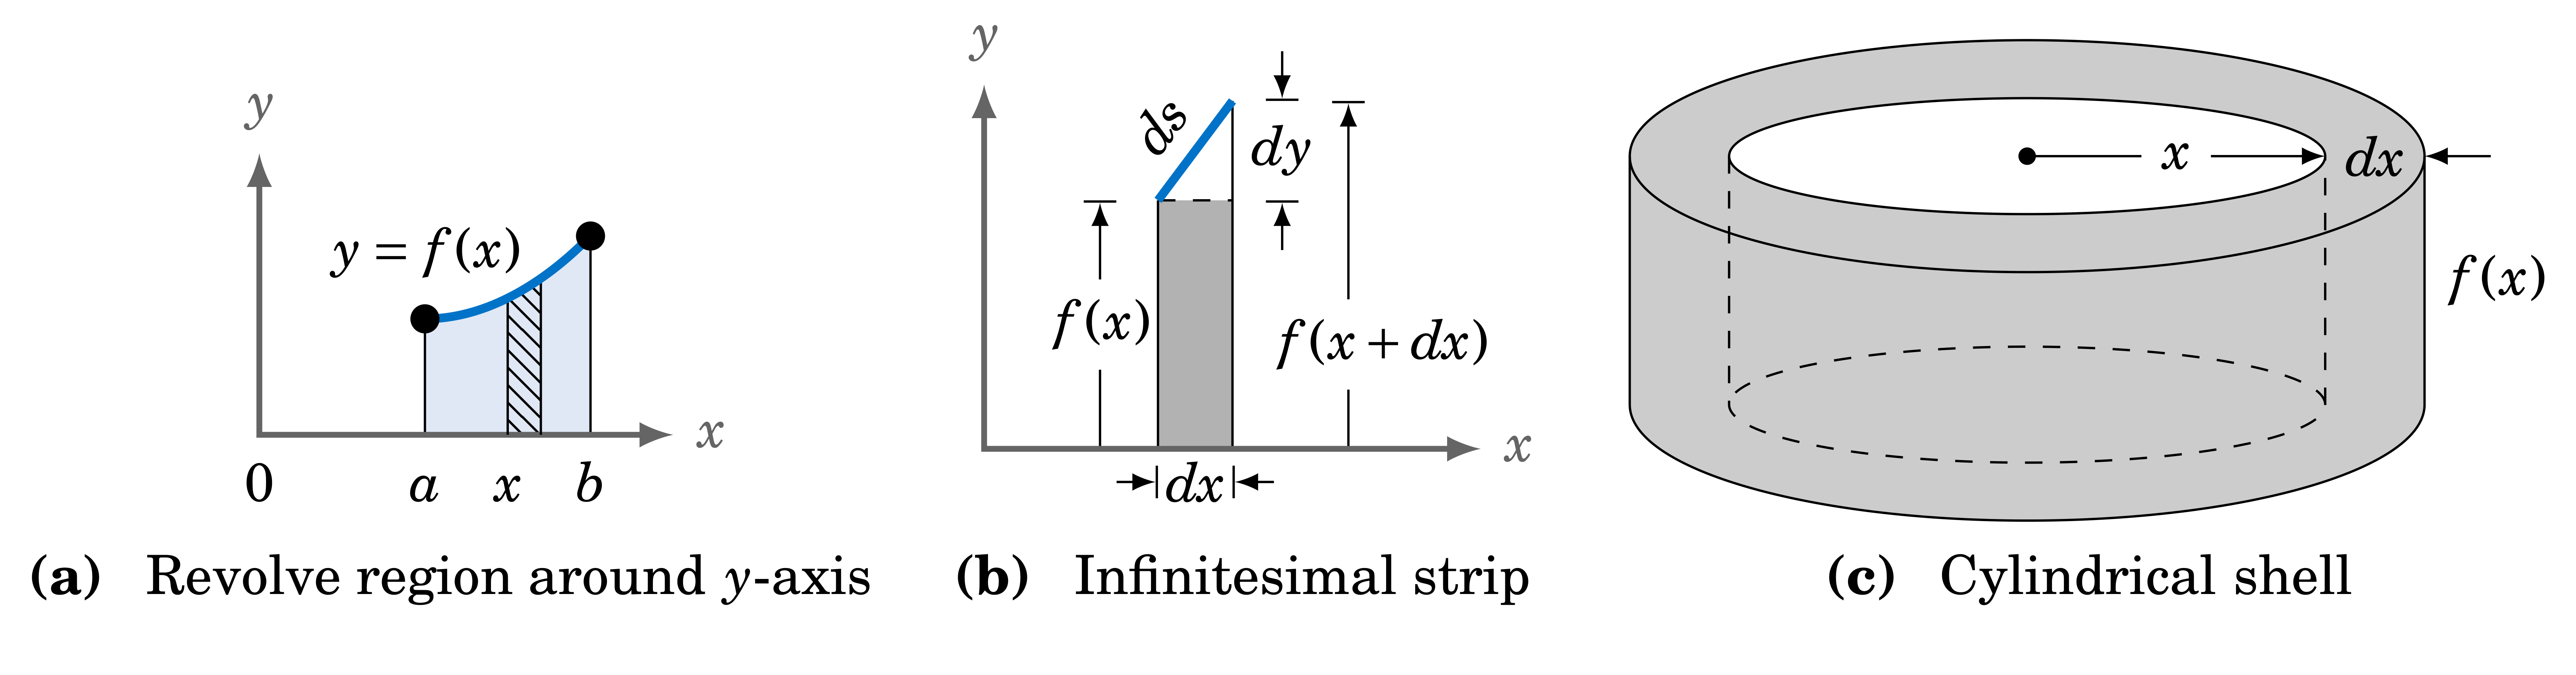 y
y = f(x)
x
0
a
x
b
(a) Revolve region around y-axis
y
ds
dy
f(x)
f(x + dx)
x
dx
(b) Infinitesimal strip
x
dx
f(x)
(c) Cylindrical shell